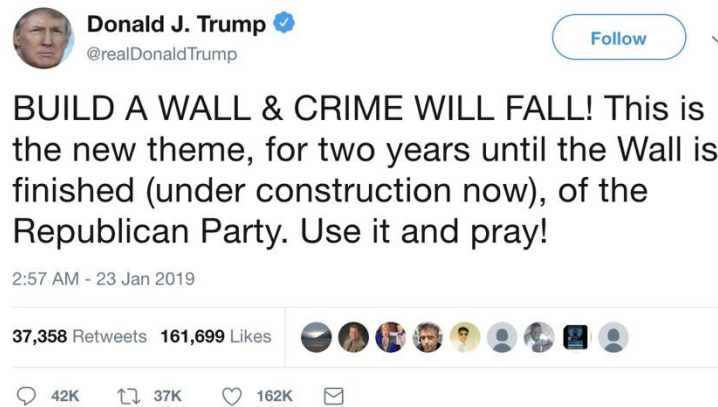 Donald J. Trump
@realDonaldTrump
Follow
BUILD A WALL & CRIME WILL FALL! This is
the new theme, for two years until the Wall is
finished (under construction now), of the
Republican Party. Use it and pray!
2:57 AM - 23 Jan 2019
37,358 Retweets 161,699 Likes
42K 37K 162K